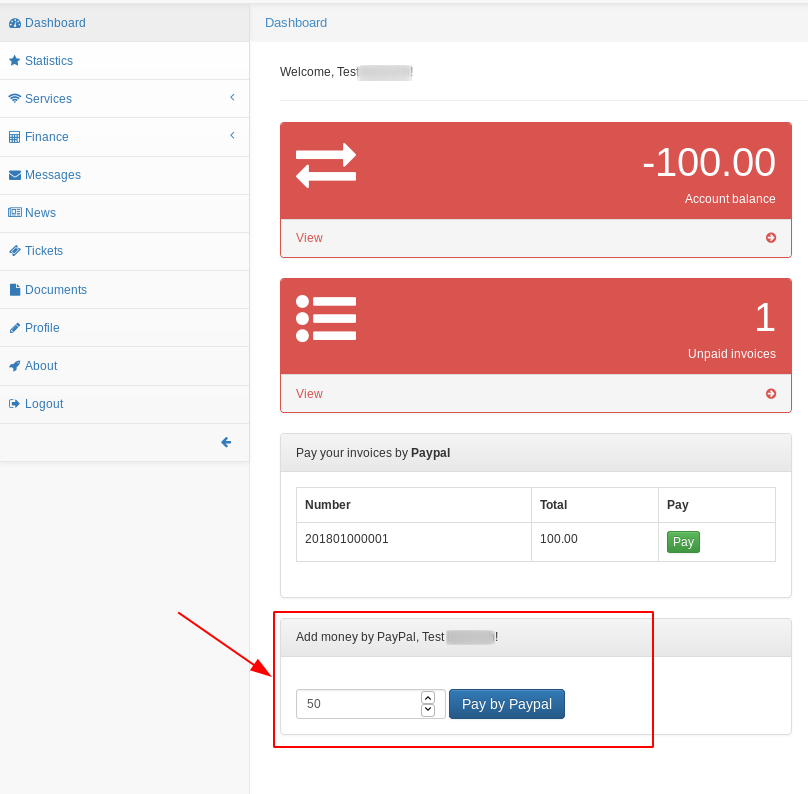 Dashboard
Statistics
Services
Finance
Messages
News
Tickets
Documents
Profile
About
Logout
Dashboard
Welcome, Test !
-100.00
Account balance
View
1
Unpaid invoices
View
Pay your invoices by Paypal
Number Total Pay
201801000001 100.00 Pay
Add money by PayPal, Test !
50 Pay by Paypal